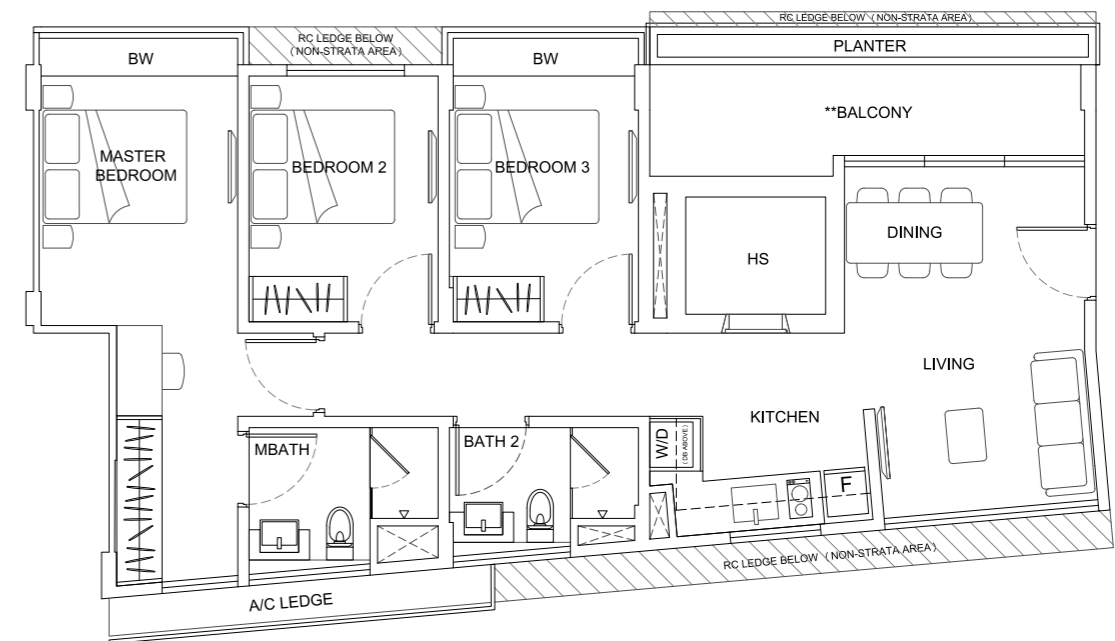 RC LEDGE BELOW (NON-STRATA AREA)
RC LEDGE BELOW
(NON-STRATA AREA)
BW
BW
PLANTER
**BALCONY
MASTER
BEDROOM
BEDROOM 2
BEDROOM 3
DINING
HS
LIVING
KITCHEN
MBATH
BATH 2
W/D
(DB ABOVE)
F
RC LEDGE BELOW (NON-STRATA AREA)
A/C LEDGE